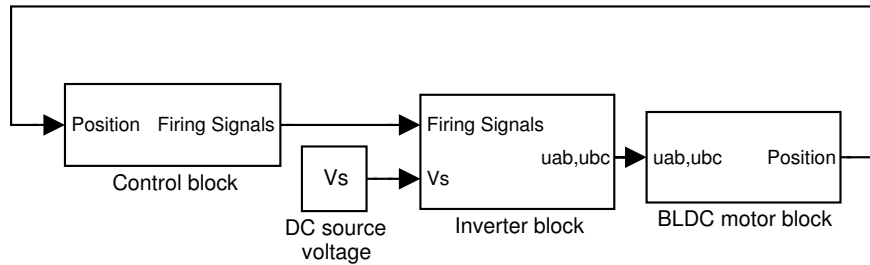 Position Firing Signals
Control block
Vs
DC source
voltage
Firing Signals
uab,ubc
Vs
Inverter block
uab,ubc Position
BLDC motor block